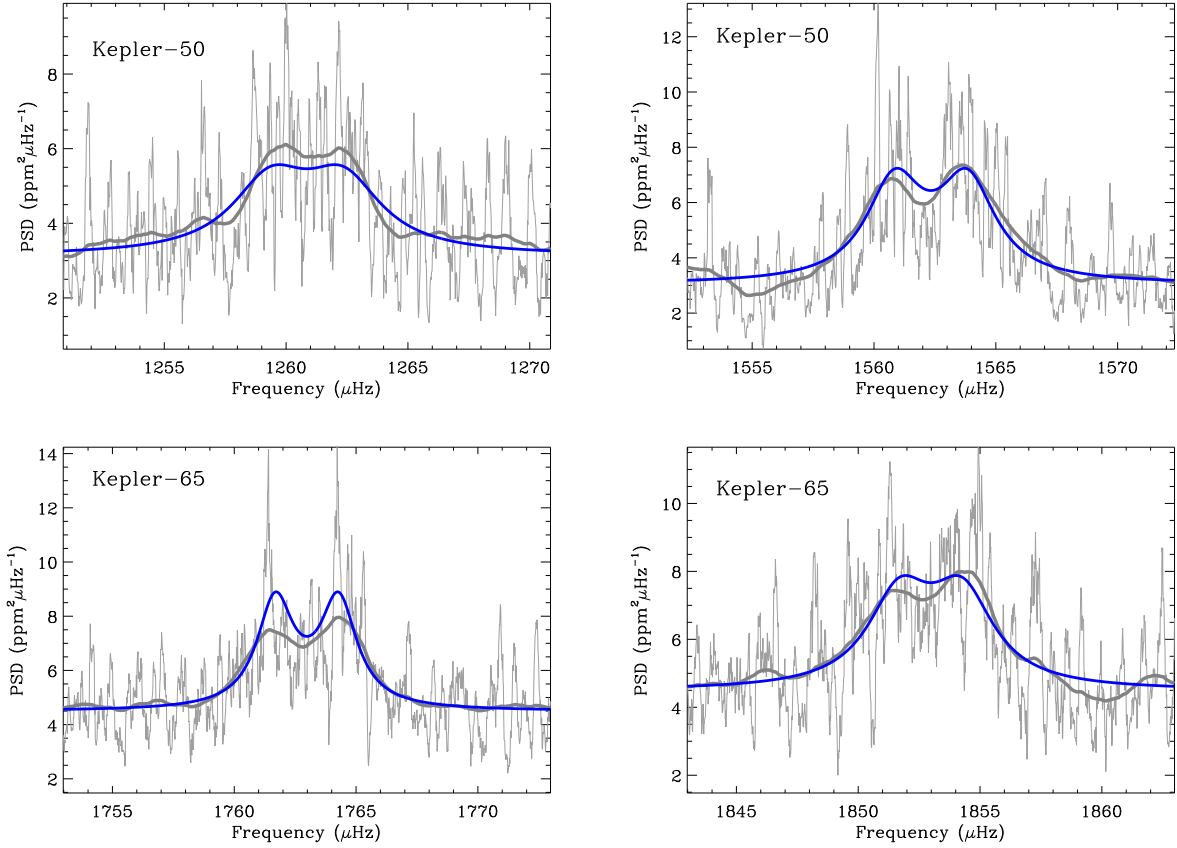 Kepler−50
8
6
4
2
PSD (ppm²μHz⁻¹)
1255 1260 1265 1270
Frequency (μHz)
Kepler−50
12
10
8
6
4
2
PSD (ppm²μHz⁻¹)
1555 1560 1565 1570
Frequency (μHz)
Kepler−65
14
12
10
8
6
4
2
PSD (ppm²μHz⁻¹)
1755 1760 1765 1770
Frequency (μHz)
Kepler−65
10
8
6
4
2
PSD (ppm²μHz⁻¹)
1845 1850 1855 1860
Frequency (μHz)